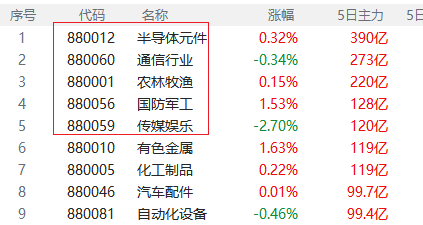 序号 代码 名称 涨幅 5日主力 5日
1 880012 半导体元件 0.32% 390亿
2 880060 通信行业 -0.34% 273亿
3 880001 农林牧渔 0.15% 220亿
4 880056 国防军工 1.53% 128亿
5 880059 传媒娱乐 -2.70% 120亿
6 880010 有色金属 1.63% 119亿
7 880005 化工制品 0.22% 119亿
8 880046 汽车配件 0.01% 99.7亿
9 880081 自动化设备 -0.46% 99.4亿